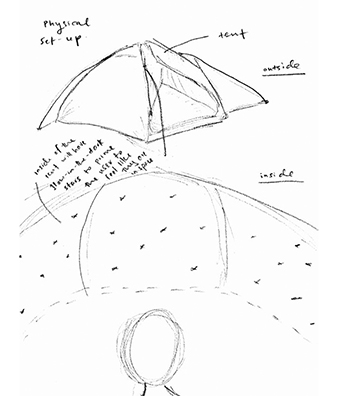 Physical
set-up.
tent
outside
inside of the
tent will have
glow-in-the-dark
stars to prime
the user to
feel like
they are
in space
inside